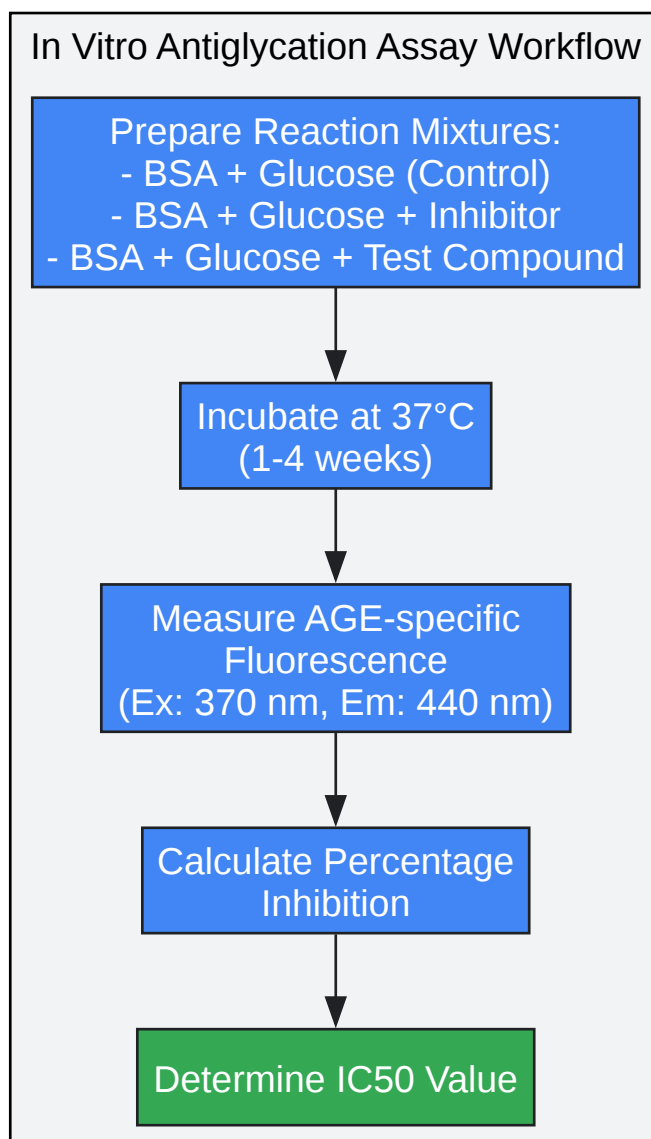 In Vitro Antiglycation Assay Workflow
Prepare Reaction Mixtures:
- BSA + Glucose (Control)
- BSA + Glucose + Inhibitor
- BSA + Glucose + Test Compound
Incubate at 37°C
(1-4 weeks)
Measure AGE-specific
Fluorescence
(Ex: 370 nm, Em: 440 nm)
Calculate Percentage
Inhibition
Determine IC50 Value